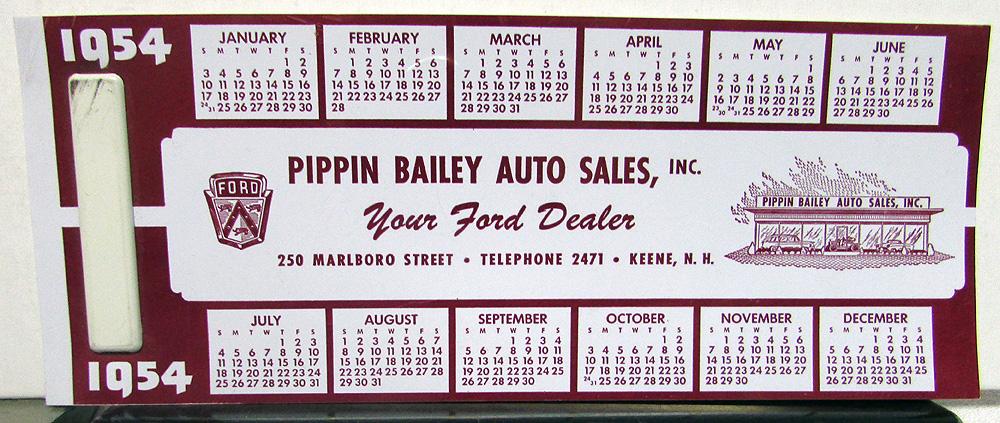 1954
JANUARY
S M T W T F S
1 2
3 4 5 6 7 8 9
10 11 12 13 14 15 16
17 18 19 20 21 22 23
24/31 25 26 27 28 29 30
FEBRUARY
S M T W T F S
1 2 3 4 5 6
7 8 9 10 11 12 13
14 15 16 17 18 19 20
21 22 23 24 25 26 27
28
MARCH
S M T W T F S
1 2 3 4 5 6
7 8 9 10 11 12 13
14 15 16 17 18 19 20
21 22 23 24 25 26 27
28 29 30 31
APRIL
S M T W T F S
1 2 3
4 5 6 7 8 9 10
11 12 13 14 15 16 17
18 19 20 21 22 23 24
25 26 27 28 29 30
MAY
S M T W T F S
1
2 3 4 5 6 7 8
9 10 11 12 13 14 15
16 17 18 19 20 21 22
23/30 24/31 25 26 27 28 29
JUNE
S M T W T F S
1 2 3 4 5
6 7 8 9 10 11 12
13 14 15 16 17 18 19
20 21 22 23 24 25 26
27 28 29 30
FORD
PIPPIN BAILEY AUTO SALES, INC.
Your Ford Dealer
250 MARLBORO STREET • TELEPHONE 2471 • KEENE, N. H.
PIPPIN BAILEY AUTO SALES, INC.
1954
JULY
S M T W T F S
1 2 3
4 5 6 7 8 9 10
11 12 13 14 15 16 17
18 19 20 21 22 23 24
25 26 27 28 29 30 31
AUGUST
S M T W T F S
1 2 3 4 5 6 7
8 9 10 11 12 13 14
15 16 17 18 19 20 21
22 23 24 25 26 27 28
29 30 31
SEPTEMBER
S M T W T F S
1 2 3 4
5 6 7 8 9 10 11
12 13 14 15 16 17 18
19 20 21 22 23 24 25
26 27 28 29 30
OCTOBER
S M T W T F S
1 2
3 4 5 6 7 8 9
10 11 12 13 14 15 16
17 18 19 20 21 22 23
24/31 25 26 27 28 29 30
NOVEMBER
S M T W T F S
1 2 3 4 5 6
7 8 9 10 11 12 13
14 15 16 17 18 19 20
21 22 23 24 25 26 27
28 29 30
DECEMBER
S M T W T F S
1 2 3 4
5 6 7 8 9 10 11
12 13 14 15 16 17 18
19 20 21 22 23 24 25
26 27 28 29 30 31